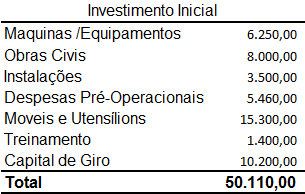 Investimento Inicial
Maquinas /Equipamentos 6.250,00
Obras Civis 8.000,00
Instalações 3.500,00
Despesas Pré-Operacionais 5.460,00
Moveis e Utensílions 15.300,00
Treinamento 1.400,00
Capital de Giro 10.200,00
Total 50.110,00